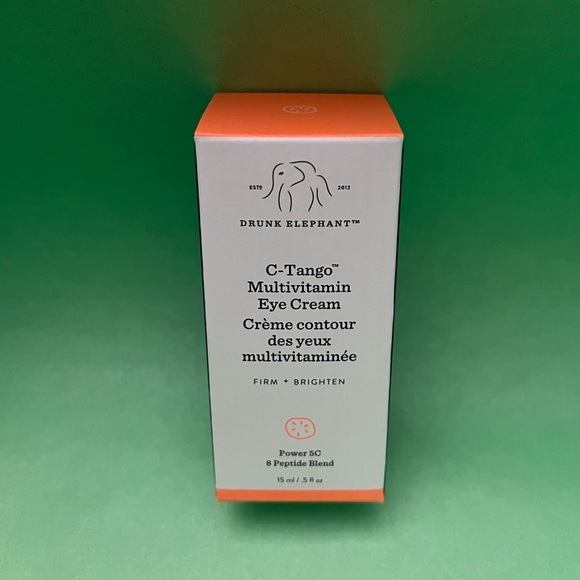 ESTD 2012
DRUNK ELEPHANT™
C-Tango™
Multivitamin
Eye Cream
Crème contour
des yeux
multivitaminée
FIRM + BRIGHTEN
Power 5C
8 Peptide Blend
15 ml / .5 fl oz